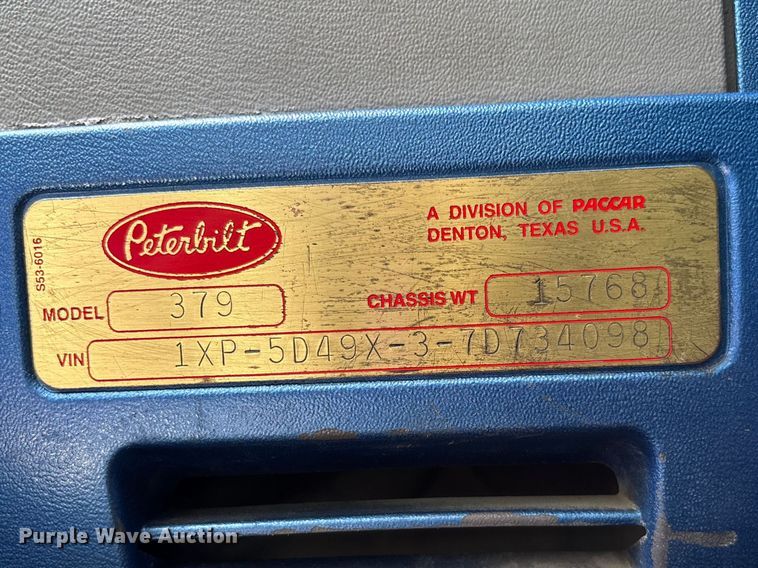 Peterbilt
A DIVISION OF PACCAR
DENTON, TEXAS U.S.A.
S53-6016
MODEL 379 CHASSIS WT 15768
VIN 1XP-5D49X-3-7D734098
Purple Wave Auction